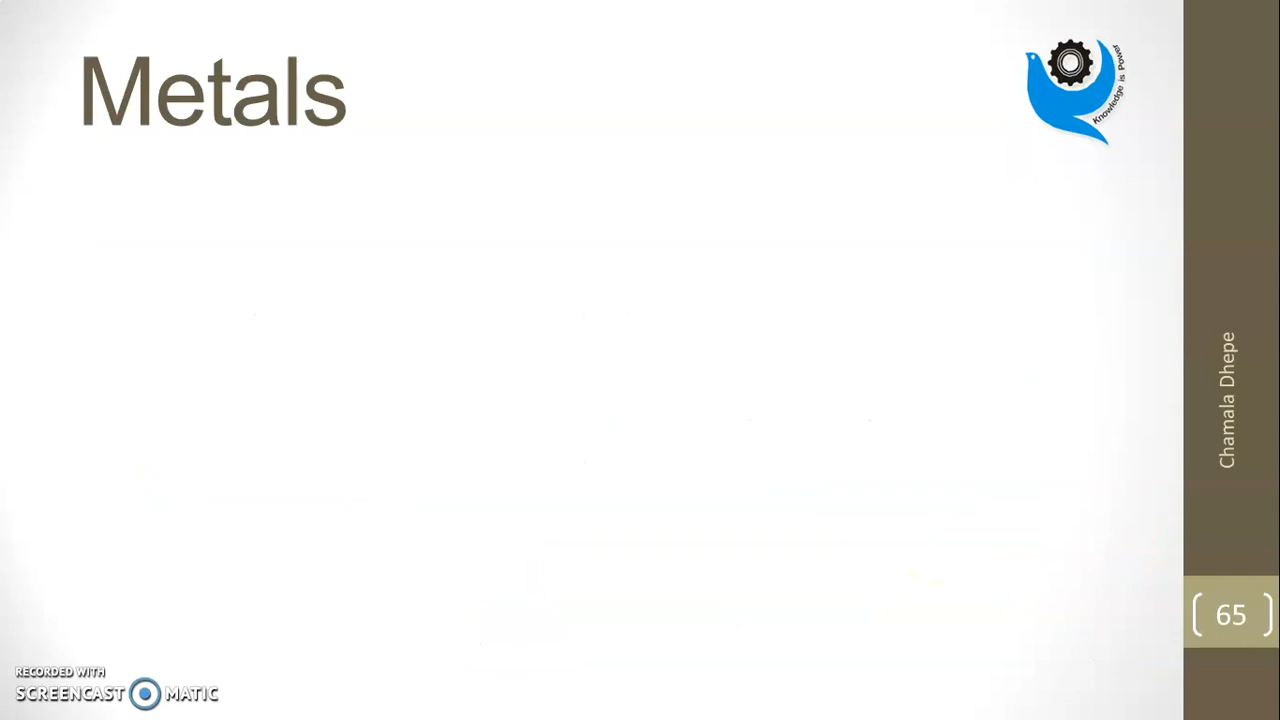 Metals
Knowledge is Power
Chamala Dhepe
65
RECORDED WITH
SCREENCAST MATIC